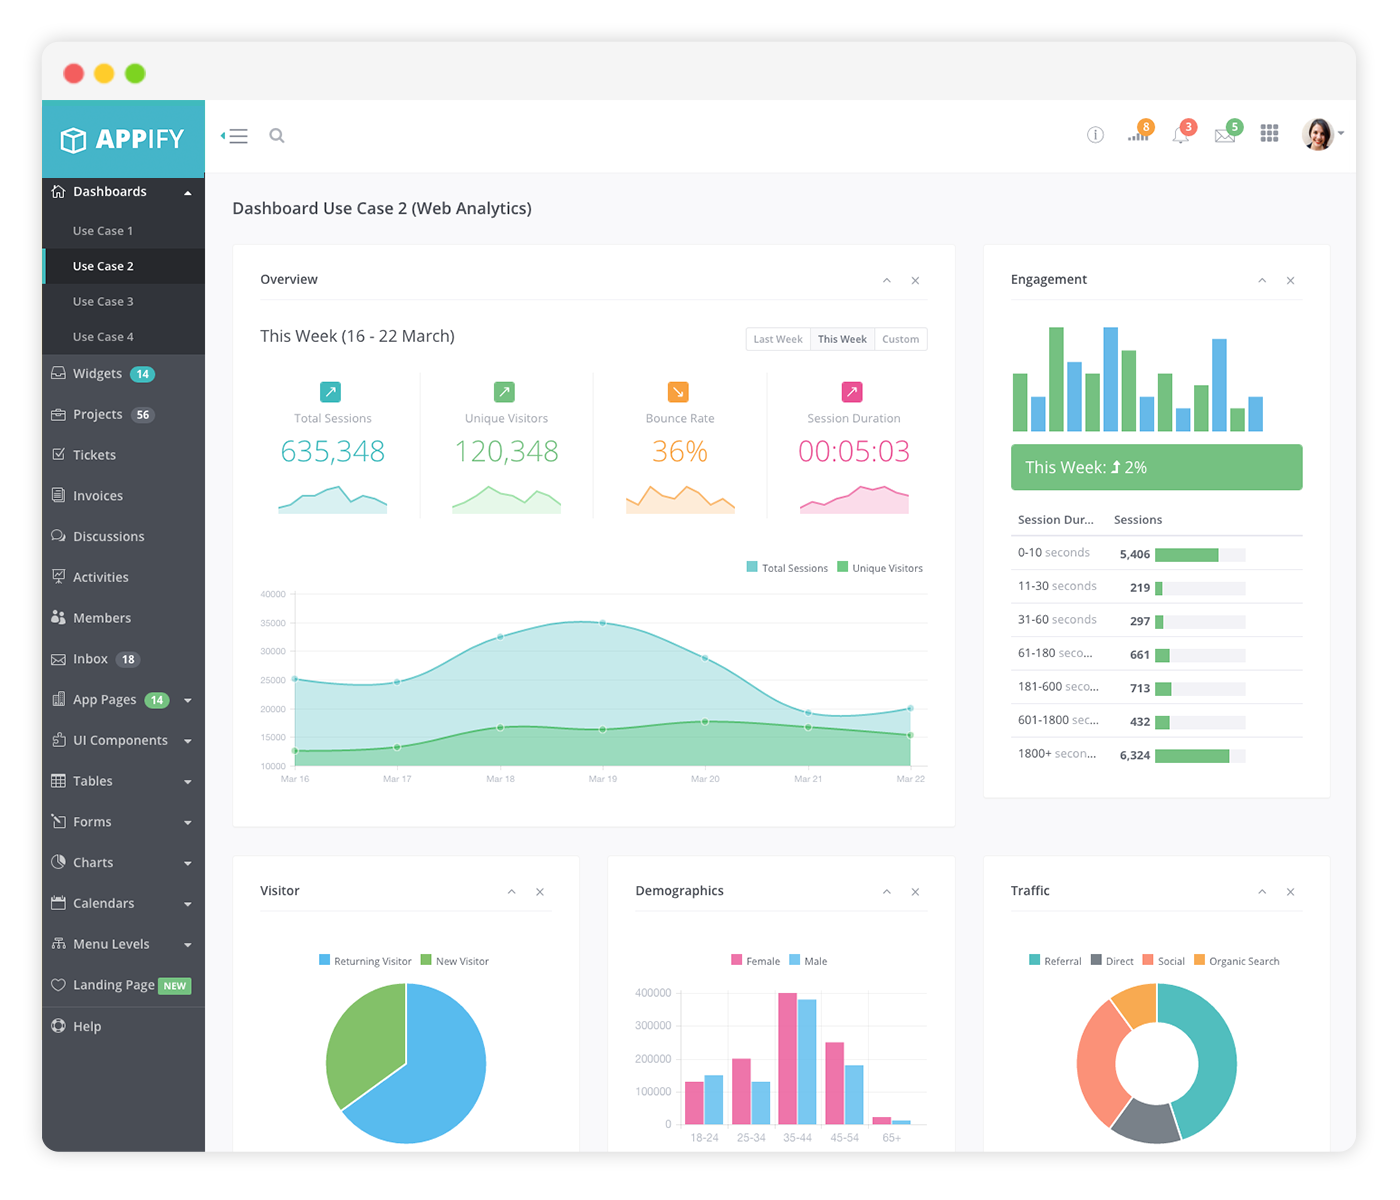 APPIFY
8
3
5
Dashboards
Use Case 1
Use Case 2
Use Case 3
Use Case 4
Widgets 14
Projects 56
Tickets
Invoices
Discussions
Activities
Members
Inbox 18
App Pages 14
UI Components
Tables
Forms
Charts
Calendars
Menu Levels
Landing Page NEW
Help
Dashboard Use Case 2 (Web Analytics)
Overview
This Week (16 - 22 March)
Last Week This Week Custom
Total Sessions
635,348
Unique Visitors
120,348
Bounce Rate
36%
Session Duration
00:05:03
Total Sessions Unique Visitors
40000
35000
30000
25000
20000
15000
10000
Mar 16 Mar 17 Mar 18 Mar 19 Mar 20 Mar 21 Mar 22
Engagement
This Week: 2%
Session Dur... Sessions
0-10 seconds 5,406
11-30 seconds 219
31-60 seconds 297
61-180 seco... 661
181-600 seco... 713
601-1800 sec... 432
1800+ secon... 6,324
Visitor
Returning Visitor New Visitor
Demographics
Female Male
400000
300000
200000
100000
0
18-24 25-34 35-44 45-54 65+
Traffic
Referral Direct Social Organic Search